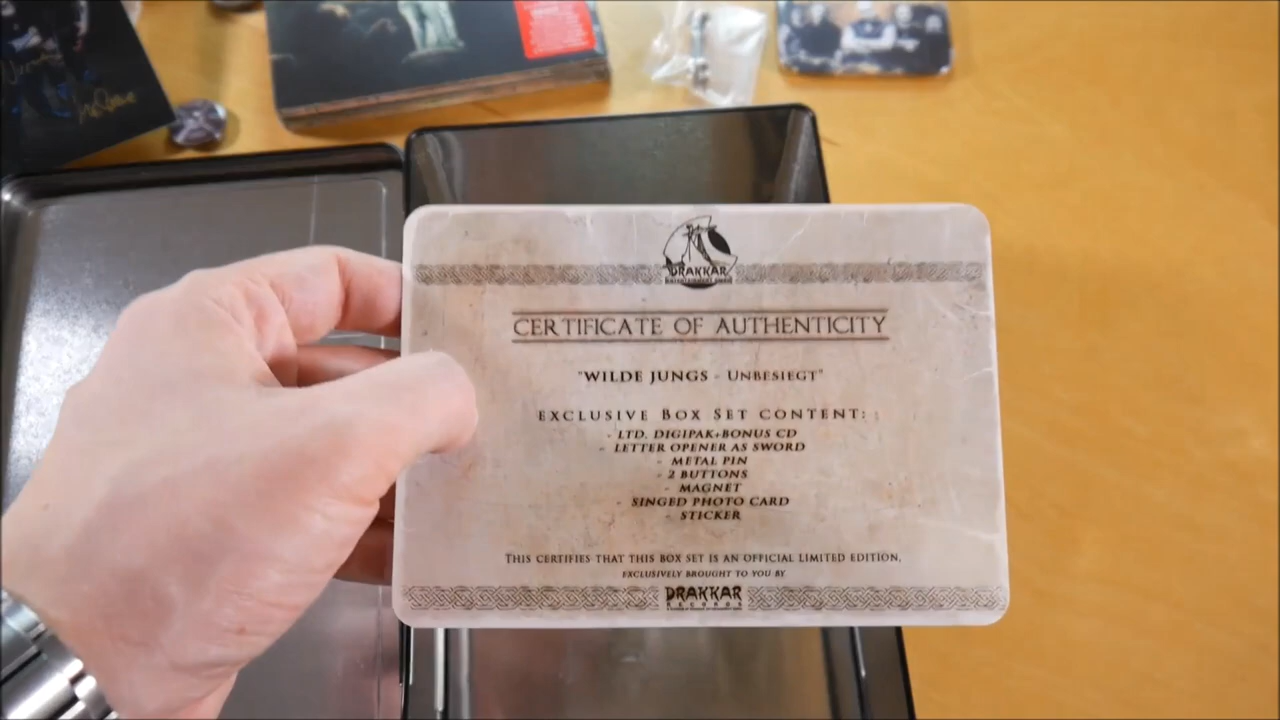 DRAKKAR
ENTERTAINMENT GMBH
CERTIFICATE OF AUTHENTICITY
"WILDE JUNGS - UNBESIEGT"
EXCLUSIVE BOX SET CONTENT:
- LTD. DIGIPAK+BONUS CD
- LETTER OPENER AS SWORD
- METAL PIN
- 2 BUTTONS
- MAGNET
- SINGED PHOTO CARD
- STICKER
THIS CERTIFIES THAT THIS BOX SET IS AN OFFICIAL LIMITED EDITION,
EXCLUSIVELY BROUGHT TO YOU BY
DRAKKAR
RECORDS